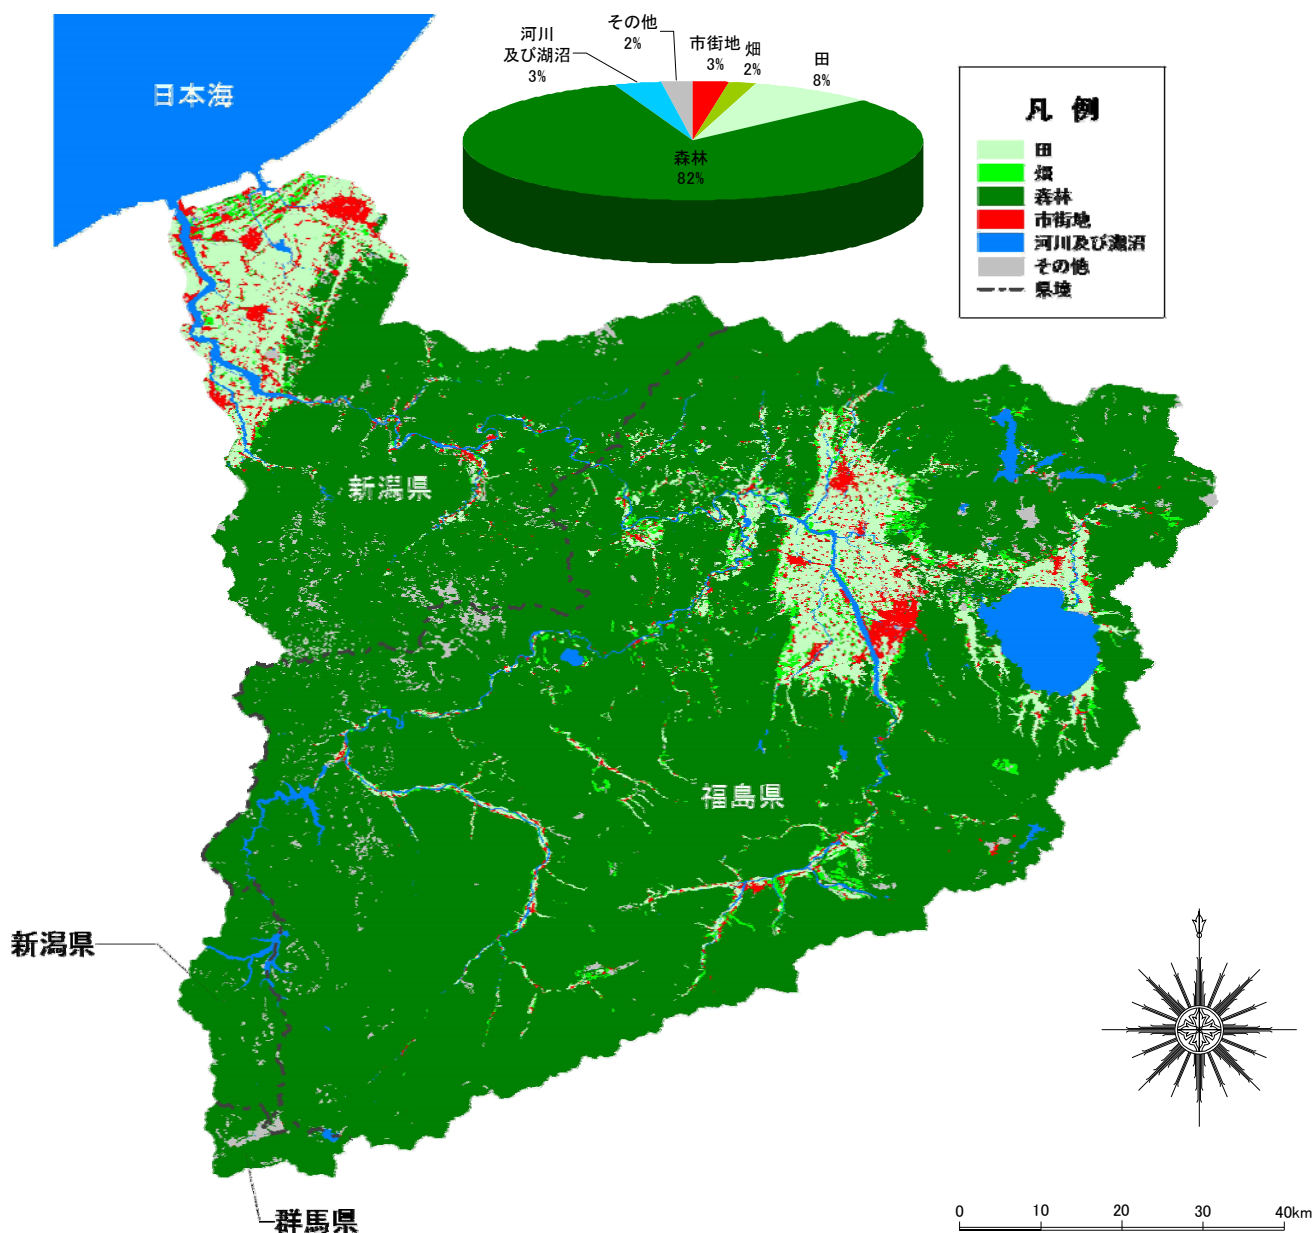 日本海
河川
及び湖沼
3%
その他
2%
市街地
3%
畑
2%
田
8%
森林
82%
凡 例
田
畑
森林
市街地
河川及び湖沼
その他
県境
新潟県
福島県
新潟県
群馬県
0 10 20 30 40km